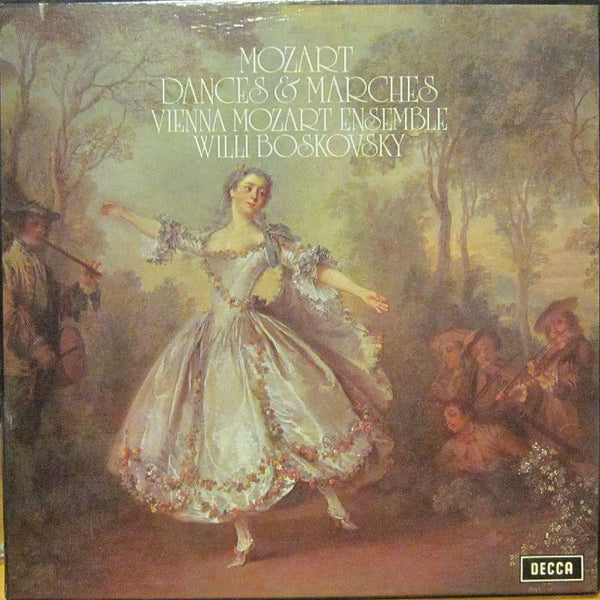 MOZART
DANCES & MARCHES
VIENNA MOZART ENSEMBLE
WILLI BOSKOVSKY
DECCA